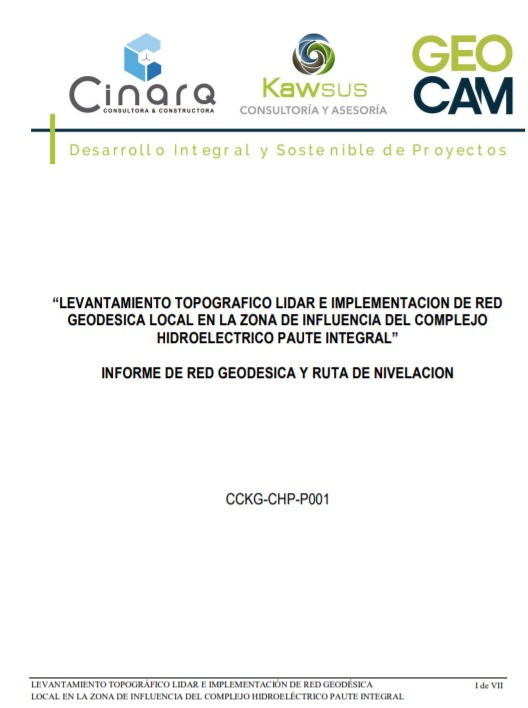 Cinarq
CONSULTORA & CONSTRUCTORA
Kawsus
CONSULTORÍA Y ASESORÍA
GEO
CAM
Desarrollo Integral y Sostenible de Proyectos
“LEVANTAMIENTO TOPOGRAFICO LIDAR E IMPLEMENTACION DE RED
GEODESICA LOCAL EN LA ZONA DE INFLUENCIA DEL COMPLEJO
HIDROELECTRICO PAUTE INTEGRAL”
INFORME DE RED GEODESICA Y RUTA DE NIVELACION
CCKG-CHP-P001
LEVANTAMIENTO TOPOGRÁFICO LIDAR E IMPLEMENTACIÓN DE RED GEODÉSICA
LOCAL EN LA ZONA DE INFLUENCIA DEL COMPLEJO HIDROELÉCTRICO PAUTE INTEGRAL
I de VII